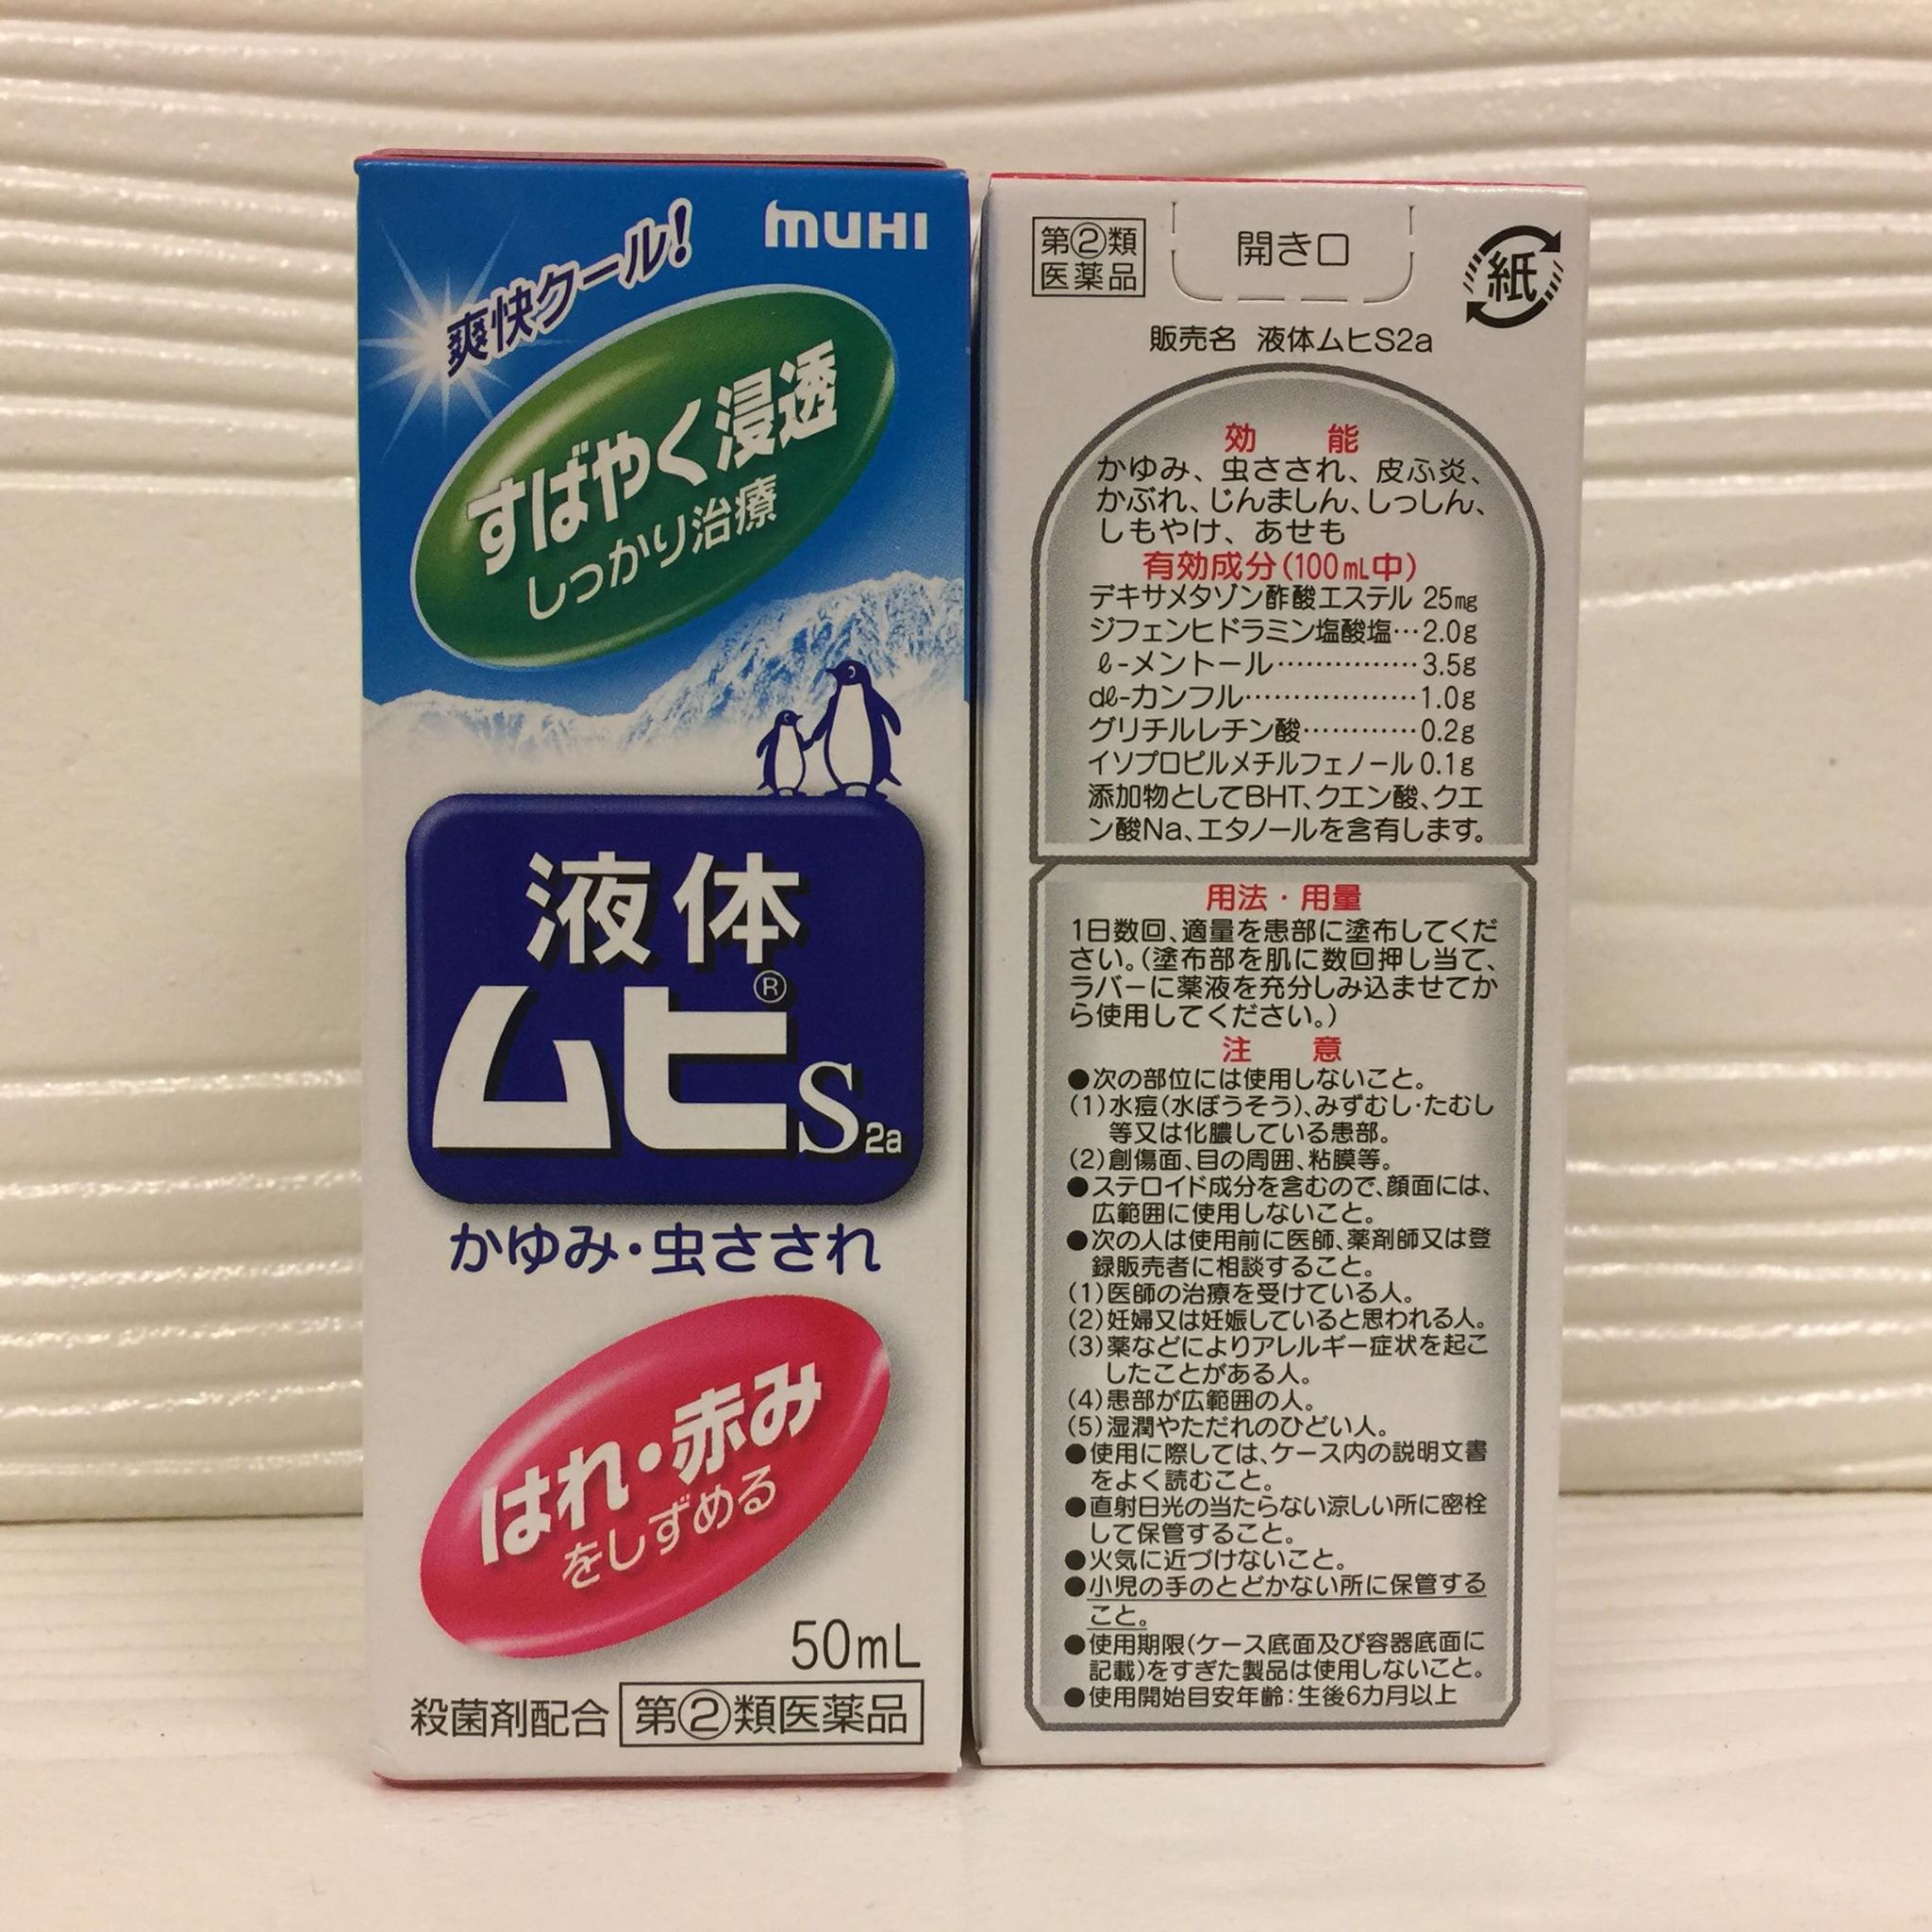 爽快クール!
muHI
すばやく浸透
しっかり治療
液体
ムヒ®S2a
かゆみ・虫さされ
はれ・赤み
をしずめる
50mL
殺菌剤配合 第②類医薬品
第②類
医薬品
開き口
紙
販売名 液体ムヒS2a
効 能
かゆみ、虫さされ、皮ふ炎、
かぶれ、じんましん、しっしん、
しもやけ、あせも
有効成分(100mL中)
デキサメタゾン酢酸エステル 25mg
ジフェンヒドラミン塩酸塩…2.0g
ℓ-メントール……………3.5g
dℓ-カンフル………………1.0g
グリチルレチン酸…………0.2g
イソプロピルメチルフェノール 0.1g
添加物としてBHT、クエン酸、クエ
ン酸Na、エタノールを含有します。
用法・用量
1日数回、適量を患部に塗布してくだ
さい。(塗布部を肌に数回押し当て、
ラバーに薬液を充分しみ込ませてか
ら使用してください。)
注 意
●次の部位には使用しないこと。
(1)水痘(水ぼうそう)、みずむし・たむし
等又は化膿している患部。
(2)創傷面、目の周囲、粘膜等。
●ステロイド成分を含むので、顔面には、
広範囲に使用しないこと。
●次の人は使用前に医師、薬剤師又は登
録販売者に相談すること。
(1)医師の治療を受けている人。
(2)妊婦又は妊娠していると思われる人。
(3)薬などによりアレルギー症状を起こ
したことがある人。
(4)患部が広範囲の人。
(5)湿潤やただれのひどい人。
●使用に際しては、ケース内の説明文書
をよく読むこと。
●直射日光の当たらない涼しい所に密栓
して保管すること。
●火気に近づけないこと。
●小児の手のとどかない所に保管する
こと。
●使用期限(ケース底面及び容器底面に
記載)をすぎた製品は使用しないこと。
●使用開始目安年齢:生後6カ月以上